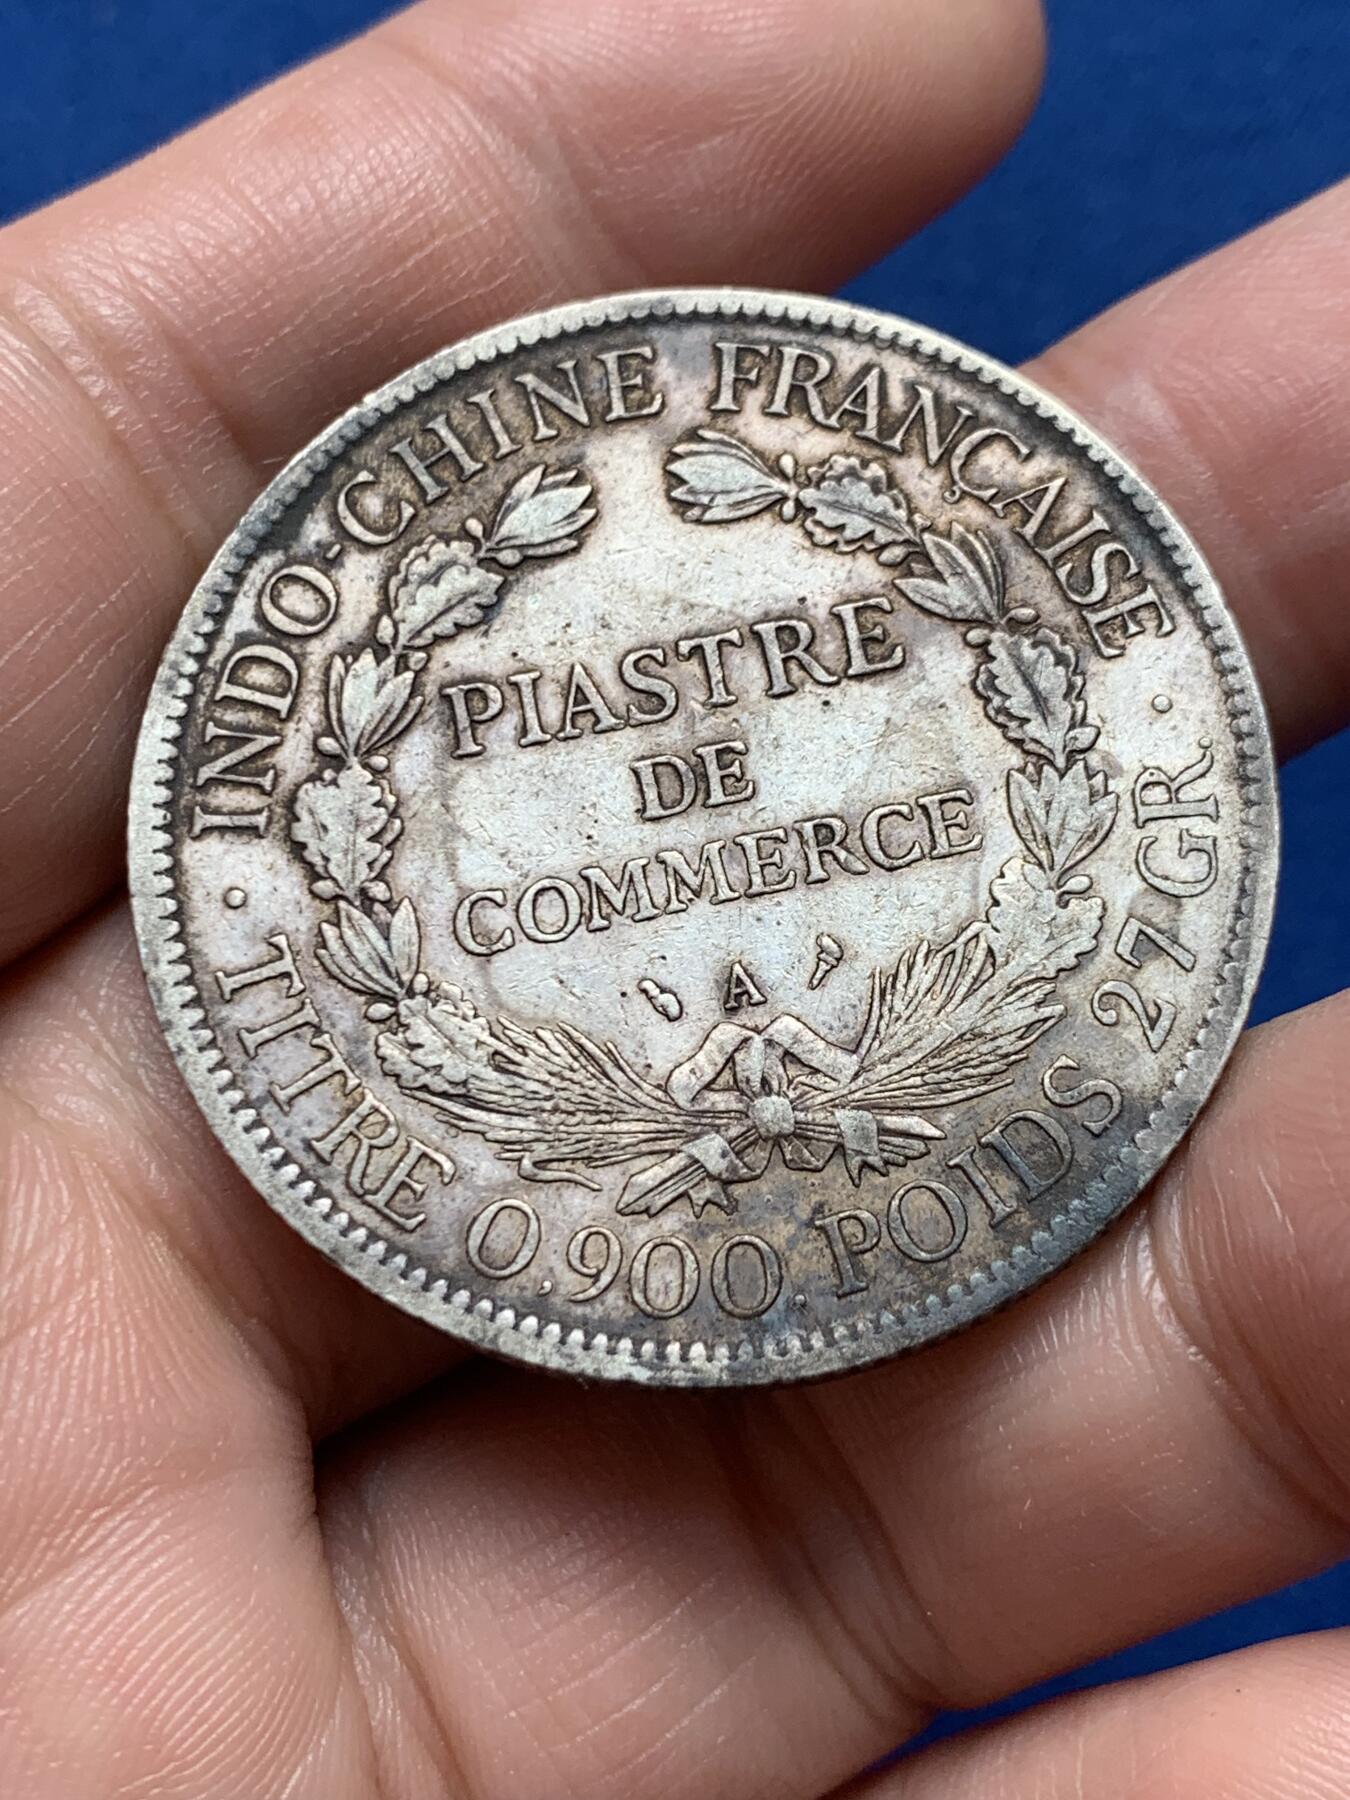 INDO-CHINE FRANÇAISE
PIASTRE
DE
COMMERCE
A
· TITRE 0,900. POIDS 27 GR. ·